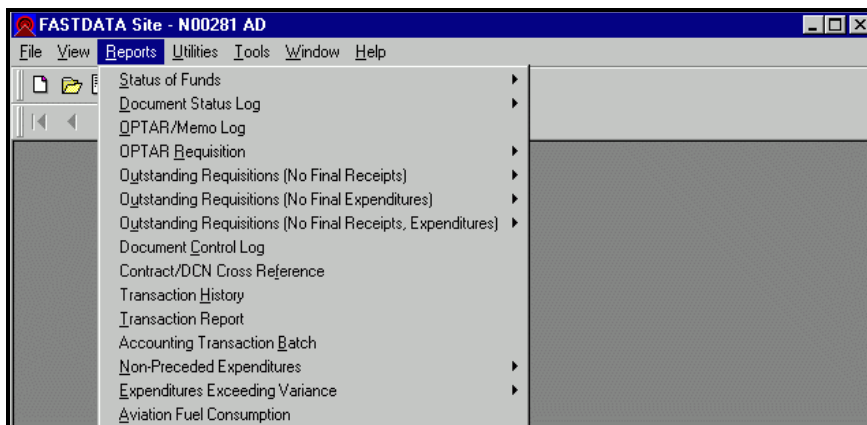 FASTDATA Site - N00281 AD
File View Reports Utilities Tools Window Help
Status of Funds
Document Status Log
OPTAR/Memo Log
OPTAR Requisition
Outstanding Requisitions (No Final Receipts)
Outstanding Requisitions (No Final Expenditures)
Outstanding Requisitions (No Final Receipts, Expenditures)
Document Control Log
Contract/DCN Cross Reference
Transaction History
Transaction Report
Accounting Transaction Batch
Non-Preceded Expenditures
Expenditures Exceeding Variance
Aviation Fuel Consumption